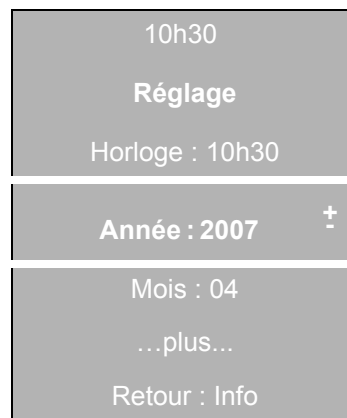 10h30
Réglage
Horloge : 10h30
Année : 2007 +
-
Mois : 04
…plus...
Retour : Info